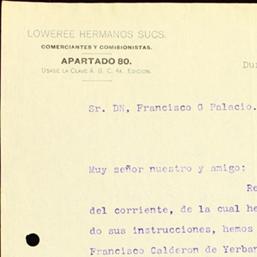 LOWEREE HERMANOS SUCS.
COMERCIANTES Y COMISIONISTAS.
APARTADO 80.
USASE LA CLAVE A. B. C. 4A. EDICION.
Du
Sr. DN, Francisco G Palacio.
Muy señor nuestro y amigo:
Re
del corriente, de la cual he
do sus instrucciones, hemos
Francisco Calderon de Yerban